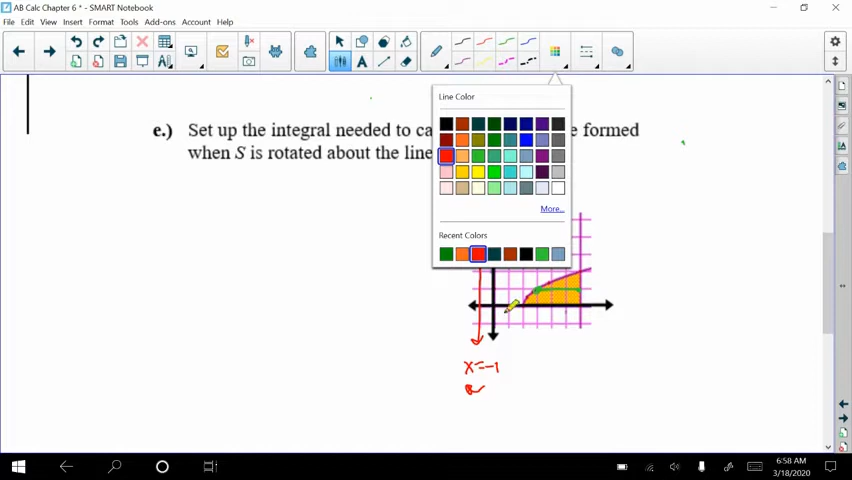 AB Calc Chapter 6 * - SMART Notebook
File Edit View Insert Format Tools Add-ons Account Help
Line Color
e.) Set up the integral needed to ca e formed
when S is rotated about the line
More...
Recent Colors
x=-1
6:58 AM
3/18/2020